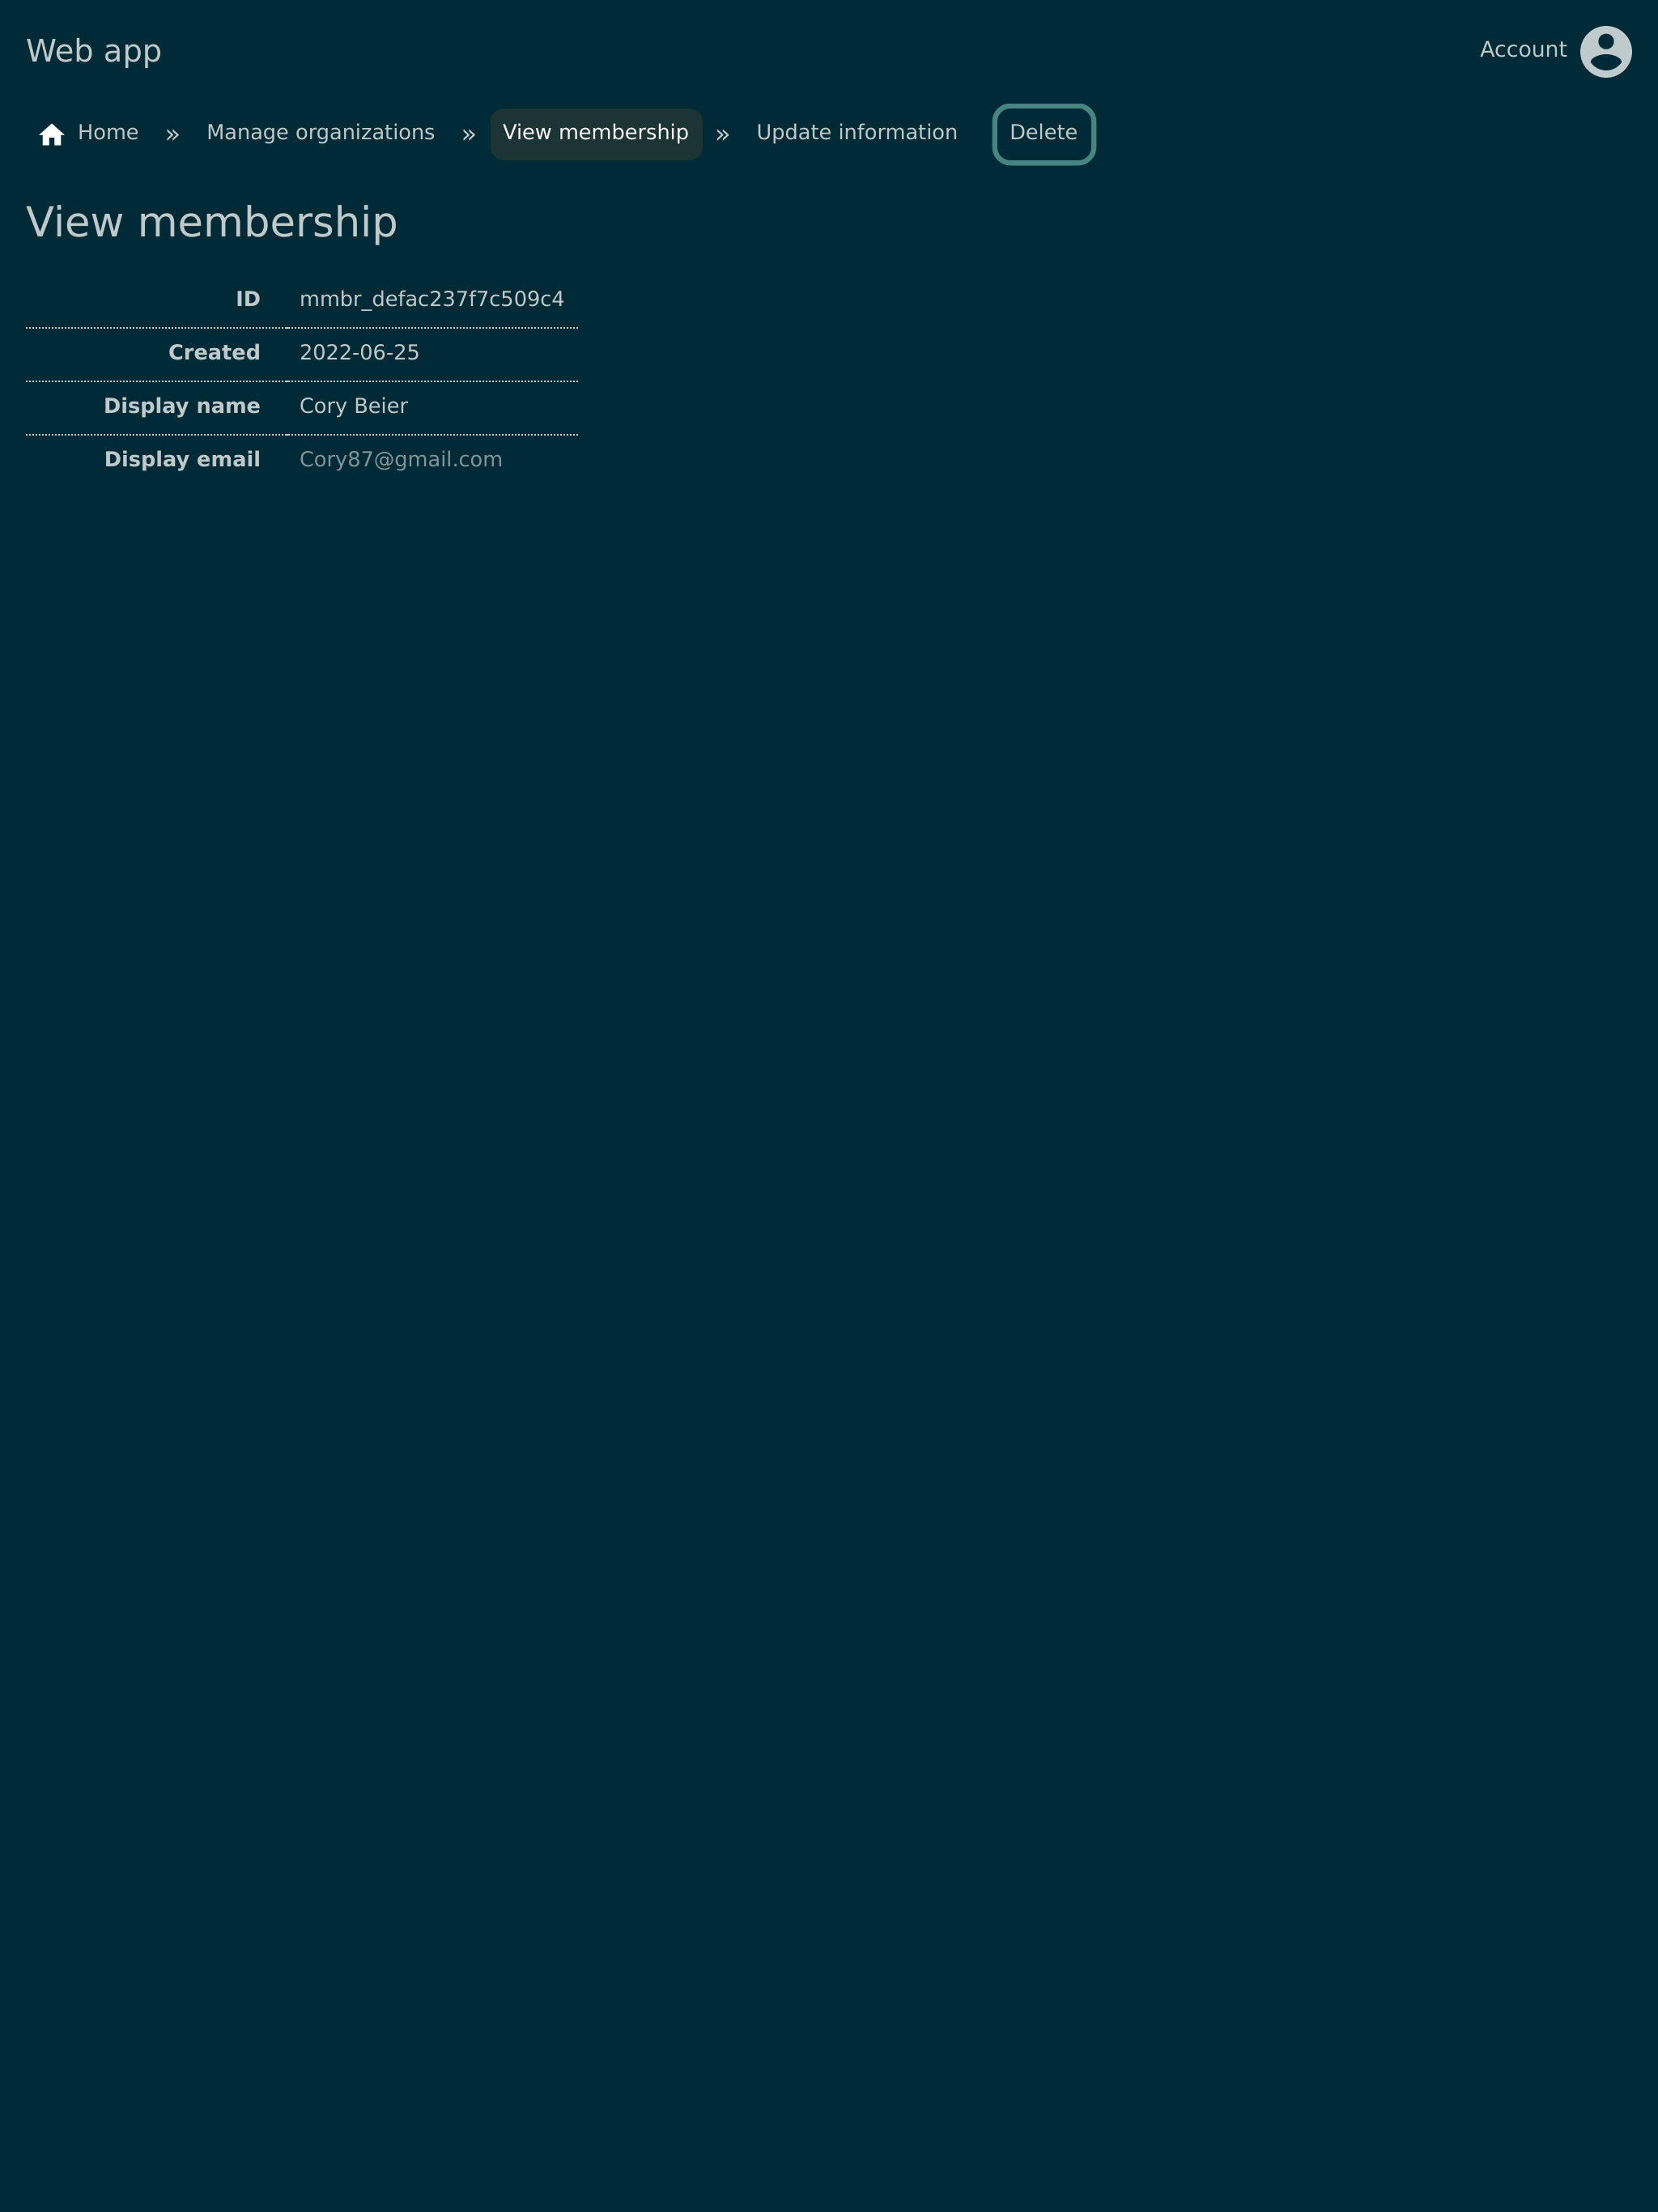 Web app
Account
Home » Manage organizations » View membership » Update information Delete
View membership
ID mmbr_defac237f7c509c4
Created 2022-06-25
Display name Cory Beier
Display email Cory87@gmail.com